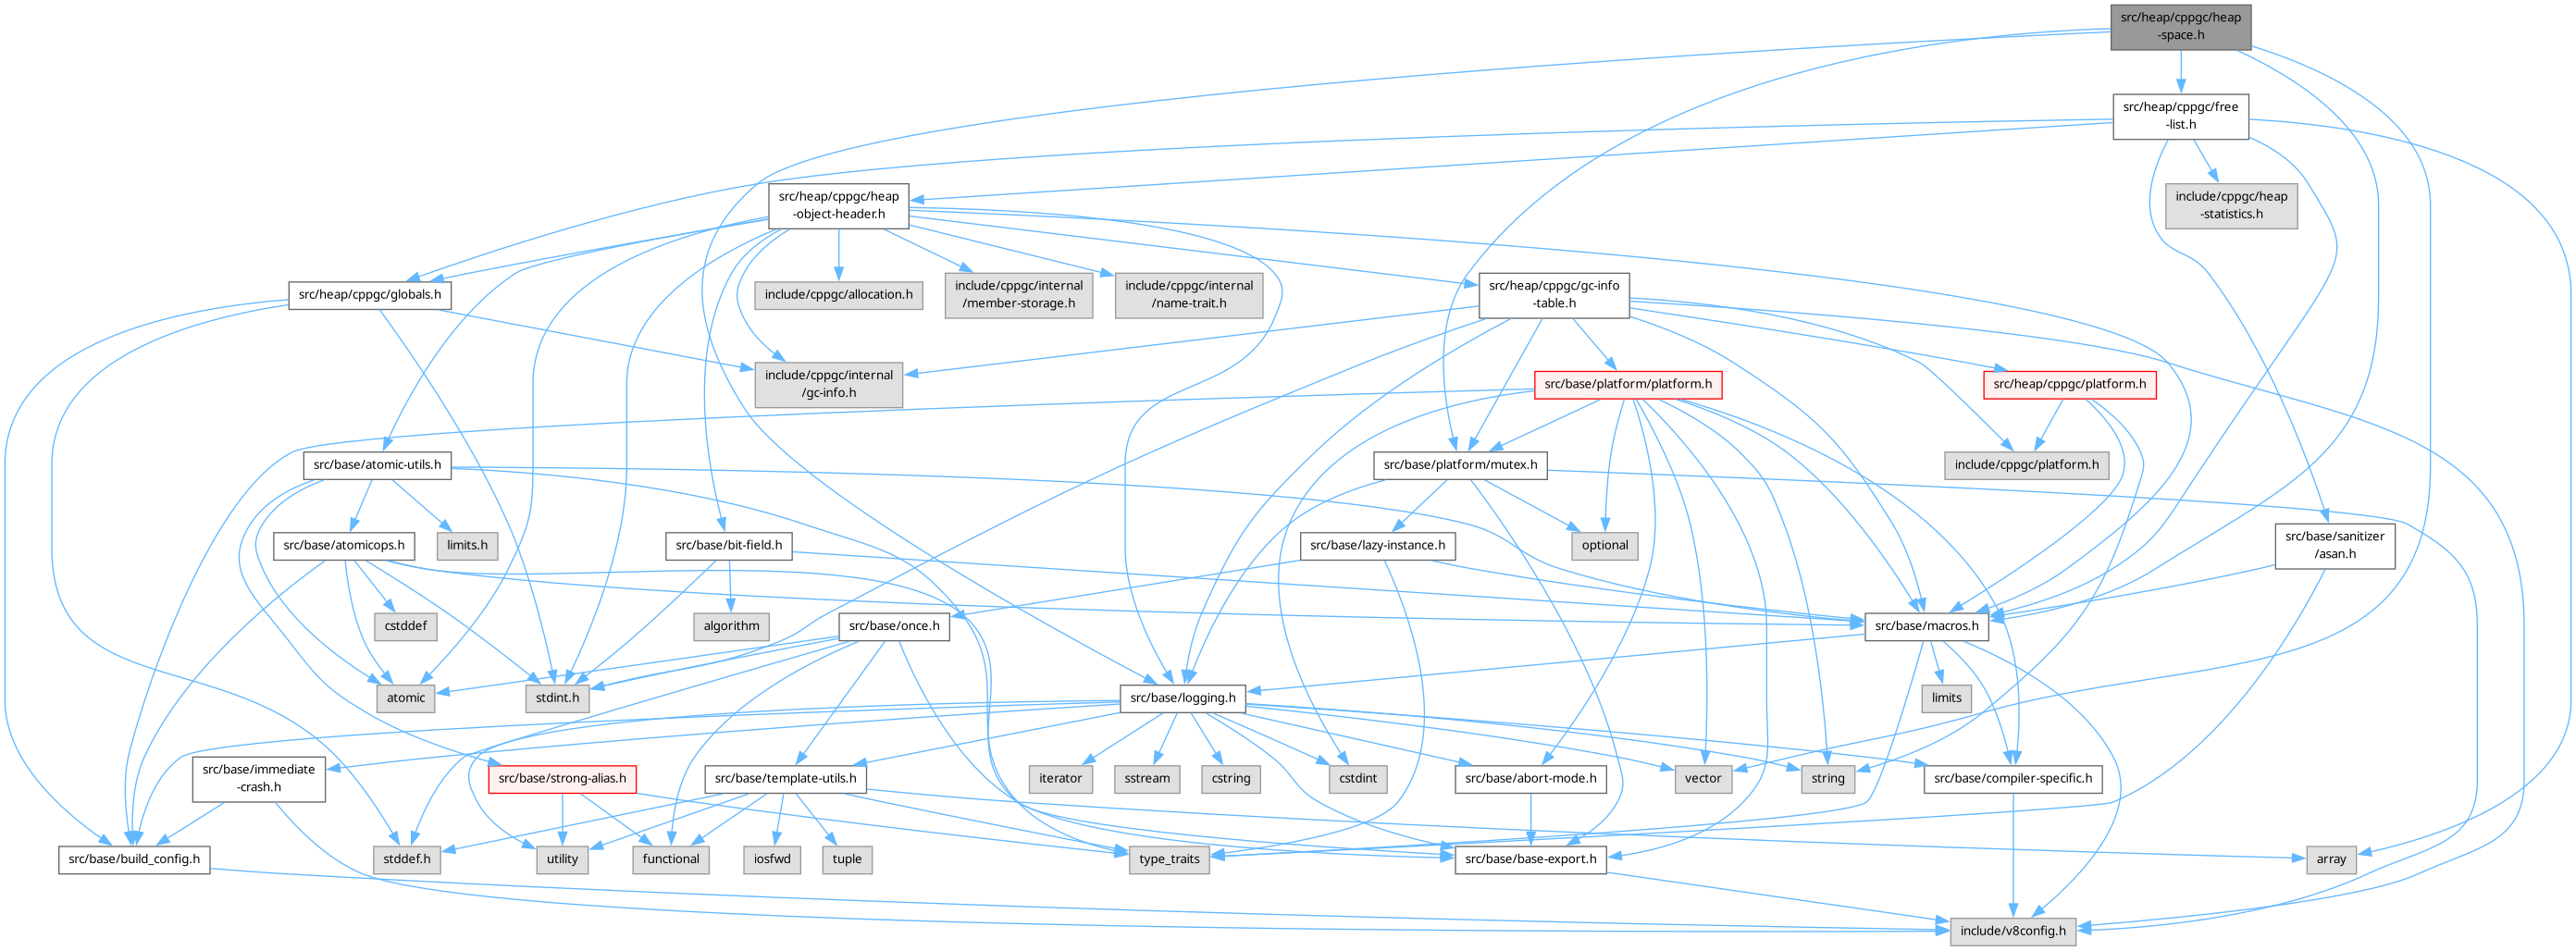 src/heap/cppgc/heap
-space.h
src/heap/cppgc/free
-list.h
src/heap/cppgc/heap
-object-header.h
include/cppgc/heap
-statistics.h
src/heap/cppgc/globals.h
include/cppgc/allocation.h
include/cppgc/internal
/member-storage.h
include/cppgc/internal
/name-trait.h
src/heap/cppgc/gc-info
-table.h
include/cppgc/internal
/gc-info.h
src/base/platform/platform.h
src/heap/cppgc/platform.h
src/base/atomic-utils.h
src/base/platform/mutex.h
include/cppgc/platform.h
src/base/atomicops.h
limits.h
src/base/bit-field.h
src/base/lazy-instance.h
optional
src/base/sanitizer
/asan.h
cstddef
algorithm
src/base/once.h
src/base/macros.h
atomic
stdint.h
src/base/logging.h
limits
src/base/immediate
-crash.h
src/base/strong-alias.h
src/base/template-utils.h
iterator
sstream
cstring
cstdint
src/base/abort-mode.h
vector
string
src/base/compiler-specific.h
src/base/build_config.h
stddef.h
utility
functional
iosfwd
tuple
type_traits
src/base/base-export.h
array
include/v8config.h